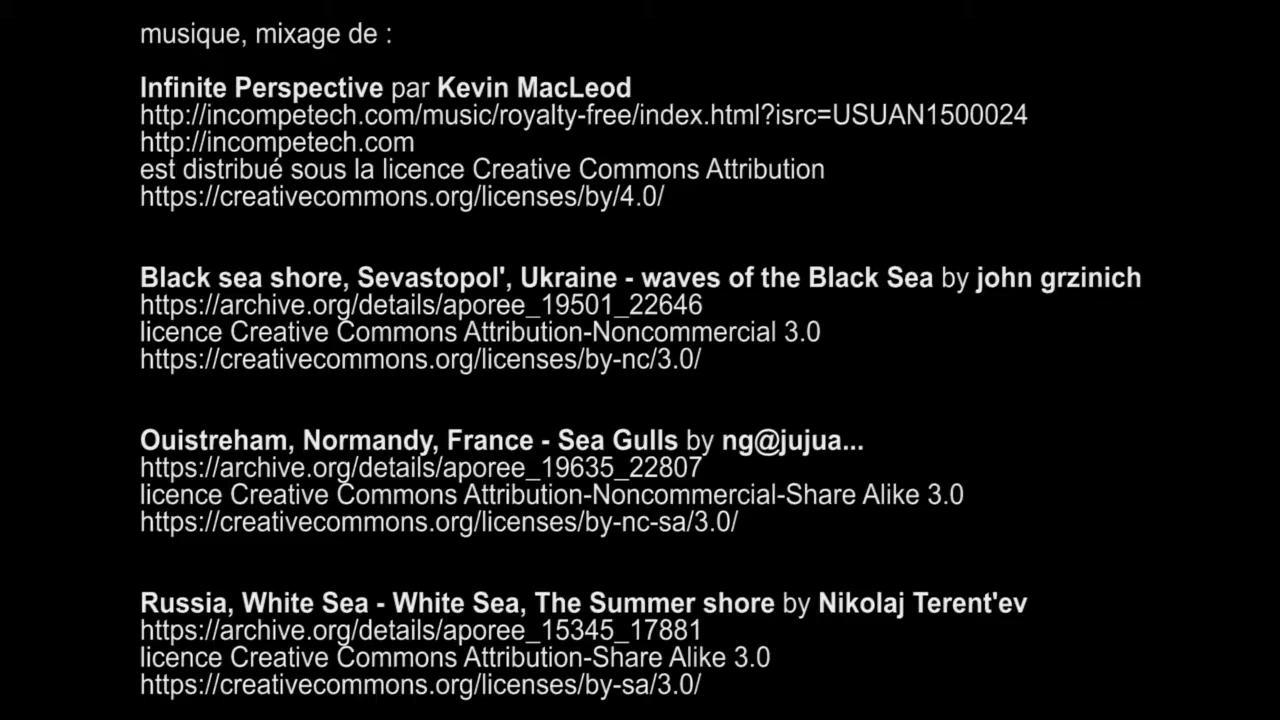 musique, mixage de :
Infinite Perspective par Kevin MacLeod
http://incompetech.com/music/royalty-free/index.html?isrc=USUAN1500024
http://incompetech.com
est distribué sous la licence Creative Commons Attribution
https://creativecommons.org/licenses/by/4.0/
Black sea shore, Sevastopol', Ukraine - waves of the Black Sea by john grzinich
https://archive.org/details/aporee_19501_22646
licence Creative Commons Attribution-Noncommercial 3.0
https://creativecommons.org/licenses/by-nc/3.0/
Ouistreham, Normandy, France - Sea Gulls by ng@jujua...
https://archive.org/details/aporee_19635_22807
licence Creative Commons Attribution-Noncommercial-Share Alike 3.0
https://creativecommons.org/licenses/by-nc-sa/3.0/
Russia, White Sea - White Sea, The Summer shore by Nikolaj Terent'ev
https://archive.org/details/aporee_15345_17881
licence Creative Commons Attribution-Share Alike 3.0
https://creativecommons.org/licenses/by-sa/3.0/